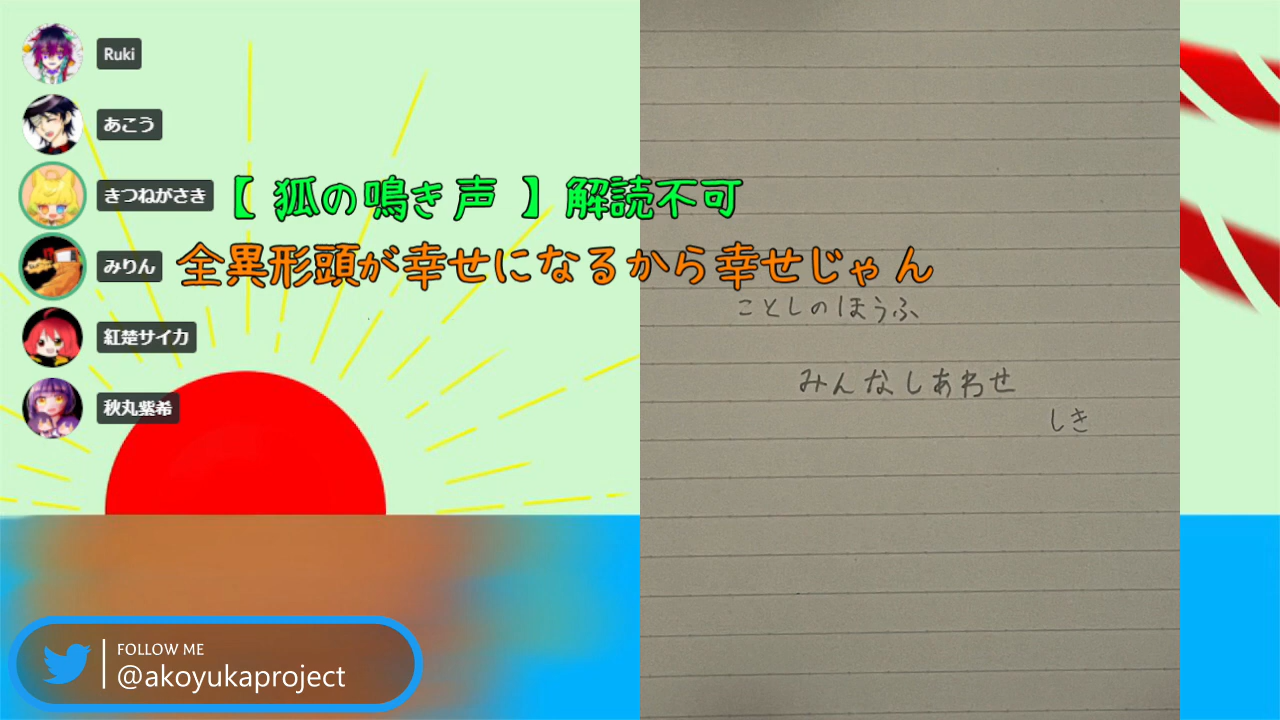 Ruki
あこう
きつねがさき
【 狐の鳴き声 】解読不可
みりん
全異形頭が幸せになるから幸せじゃん
紅楚サイカ
秋丸紫希
ことしのほうふ
みんなしあわせ
しき
FOLLOW ME
@akoyukaproject